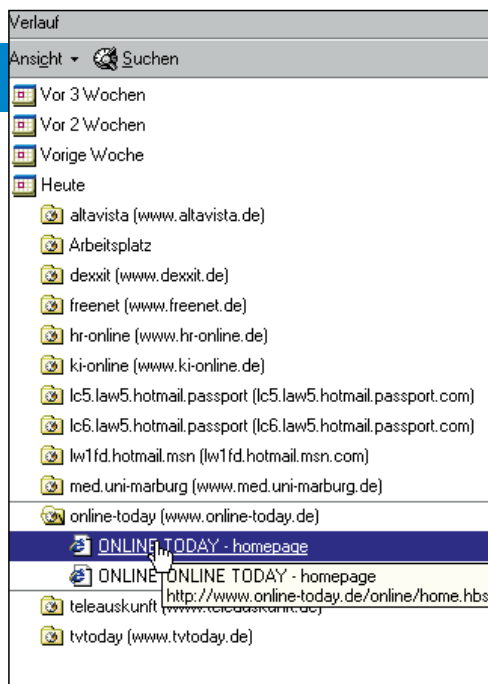 Verlauf
Ansicht Suchen
Vor 3 Wochen
Vor 2 Wochen
Vorige Woche
Heute
altavista (www.altavista.de)
Arbeitsplatz
dexxit (www.dexxit.de)
freenet (www.freenet.de)
hr-online (www.hr-online.de)
ki-online (www.ki-online.de)
lc5.law5.hotmail.passport (lc5.law5.hotmail.passport.com)
lc6.law5.hotmail.passport (lc6.law5.hotmail.passport.com)
lw1fd.hotmail.msn (lw1fd.hotmail.msn.com)
med.uni-marburg (www.med.uni-marburg.de)
online-today (www.online-today.de)
ONLINE TODAY - homepage
ONLINE ONLINE TODAY - homepage
http://www.online-today.de/online/home.hbs
teleauskunft (www.teleauskunft.de)
tvtoday (www.tvtoday.de)